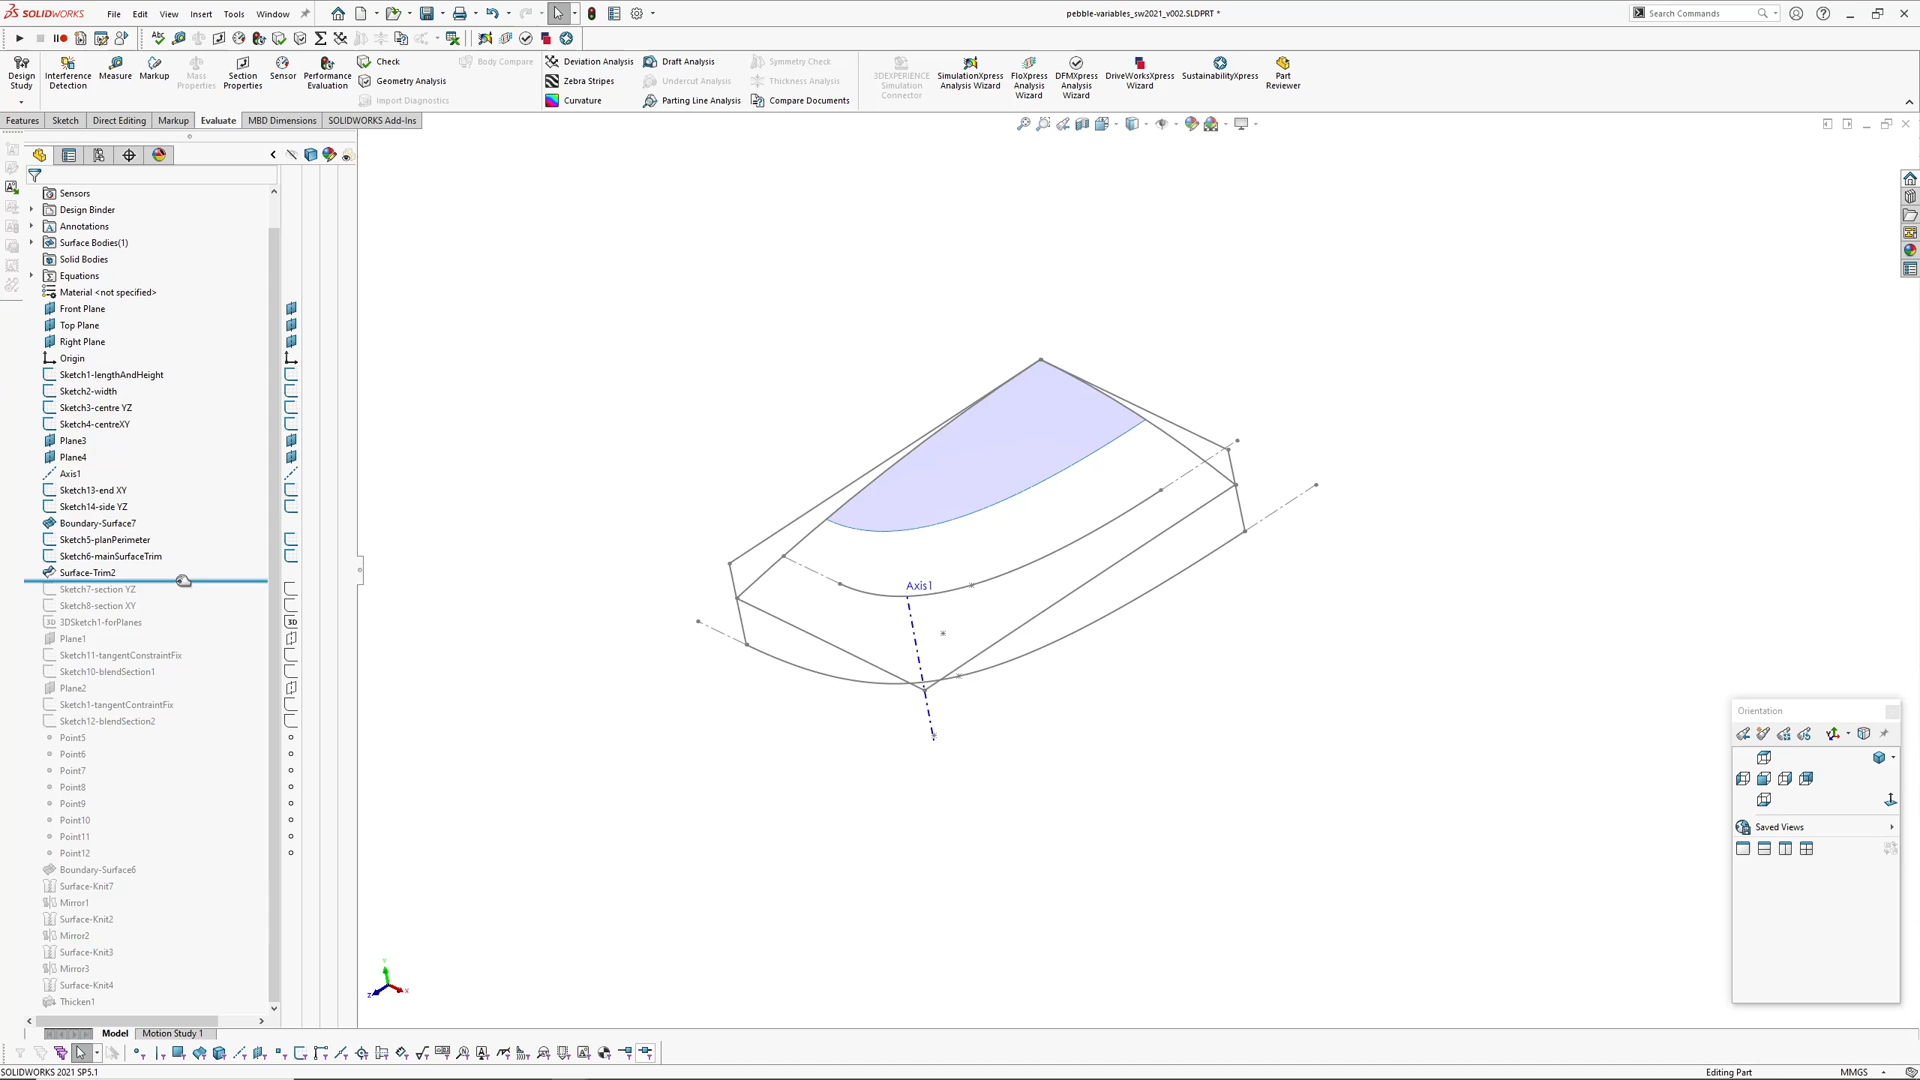 SOLIDWORKS File Edit View Insert Tools Window
pebble-variables_sw2021_v002.SLDPRT *
Search Commands
Design Study
Interference Detection
Measure
Markup
Mass Properties
Section Properties
Sensor
Performance Evaluation
Check
Geometry Analysis
Import Diagnostics
Body Compare
Deviation Analysis
Zebra Stripes
Curvature
Draft Analysis
Undercut Analysis
Parting Line Analysis
Symmetry Check
Thickness Analysis
Compare Documents
3DEXPERIENCE Simulation Connector
SimulationXpress Analysis Wizard
FloXpress Analysis Wizard
DFMXpress Analysis Wizard
DriveWorksXpress Wizard
SustainabilityXpress
Part Reviewer
Features Sketch Direct Editing Markup Evaluate MBD Dimensions SOLIDWORKS Add-Ins
Sensors
Design Binder
Annotations
Surface Bodies(1)
Solid Bodies
Equations
Material <not specified>
Front Plane
Top Plane
Right Plane
Origin
Sketch1-lengthAndHeight
Sketch2-width
Sketch3-centre YZ
Sketch4-centreXY
Plane3
Plane4
Axis1
Sketch13-end XY
Sketch14-side YZ
Boundary-Surface7
Sketch5-planPerimeter
Sketch6-mainSurfaceTrim
Surface-Trim2
Sketch7-section YZ
Sketch8-section XY
3D 3DSketch1-forPlanes 3D
Plane1
Sketch11-tangentConstraintFix
Sketch10-blendSection1
Plane2
Sketch1-tangentContraintFix
Sketch12-blendSection2
Point5
Point6
Point7
Point8
Point9
Point10
Point11
Point12
Boundary-Surface6
Surface-Knit7
Mirror1
Surface-Knit2
Mirror2
Surface-Knit3
Mirror3
Surface-Knit4
Thicken1
Axis1
Y
Z
X
Orientation
Saved Views
Model Motion Study 1
SOLIDWORKS 2021 SP5.1
Editing Part
MMGS